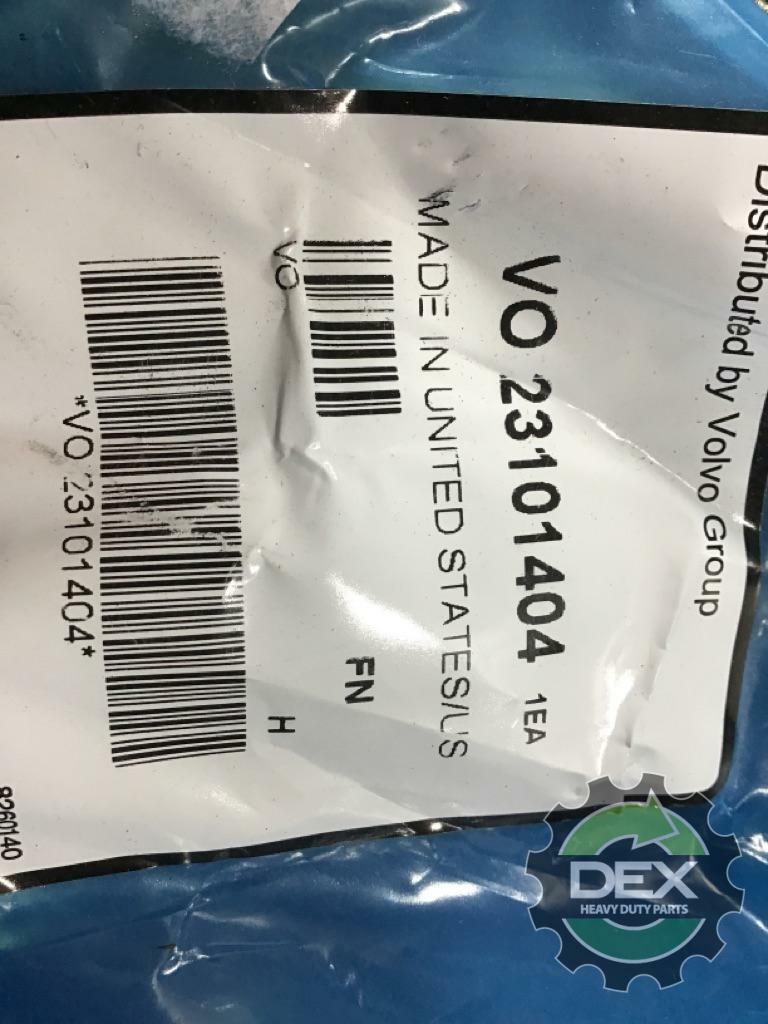 Distributed by Volvo Group
VO 23101404 1EA
MADE IN UNITED STATES/US
FN
VO
H
*VO 23101404*
8260140
DEX
HEAVY DUTY PARTS